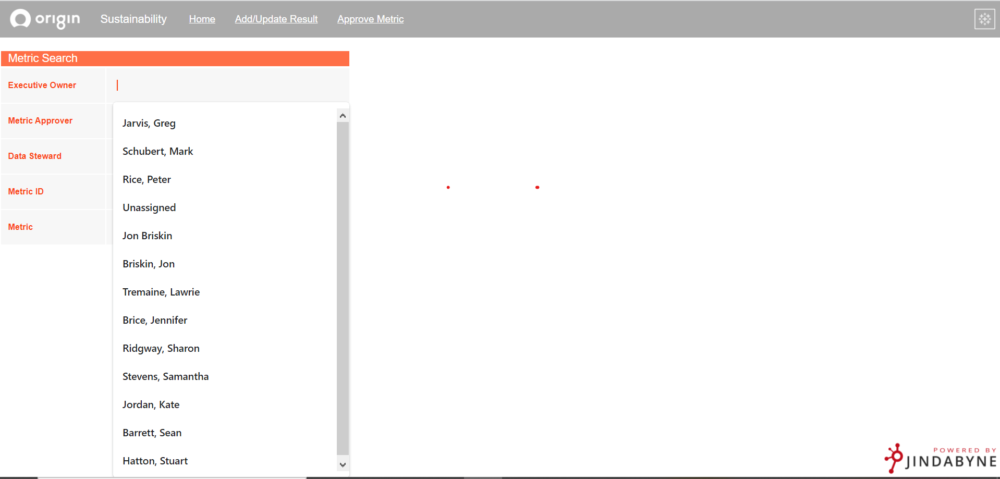 origin Sustainability Home Add/Update Result Approve Metric
Metric Search
Executive Owner
Metric Approver
Data Steward
Metric ID
Metric
Jarvis, Greg
Schubert, Mark
Rice, Peter
Unassigned
Jon Briskin
Briskin, Jon
Tremaine, Lawrie
Brice, Jennifer
Ridgway, Sharon
Stevens, Samantha
Jordan, Kate
Barrett, Sean
Hatton, Stuart
POWERED BY
JINDABYNE